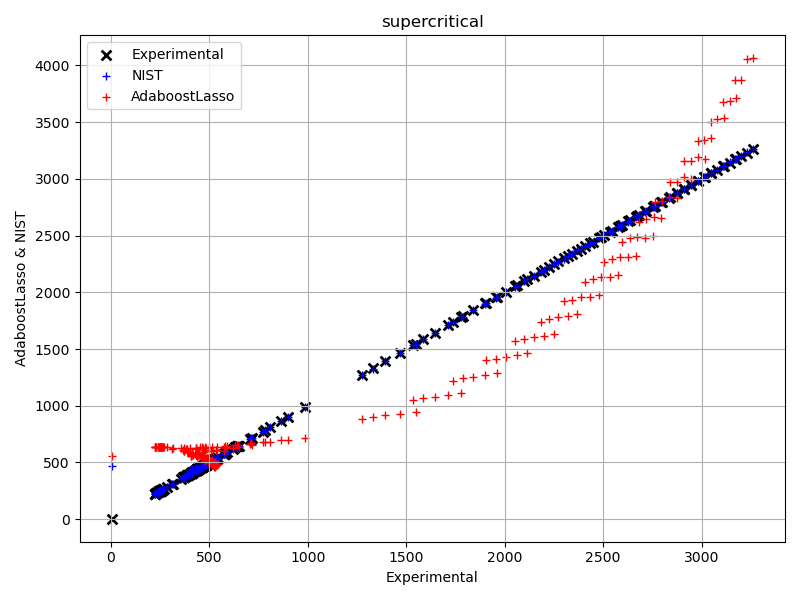 supercritical
Experimental
NIST
AdaboostLasso
AdaboostLasso & NIST
4000
3500
3000
2500
2000
1500
1000
500
0
0 500 1000 1500 2000 2500 3000
Experimental